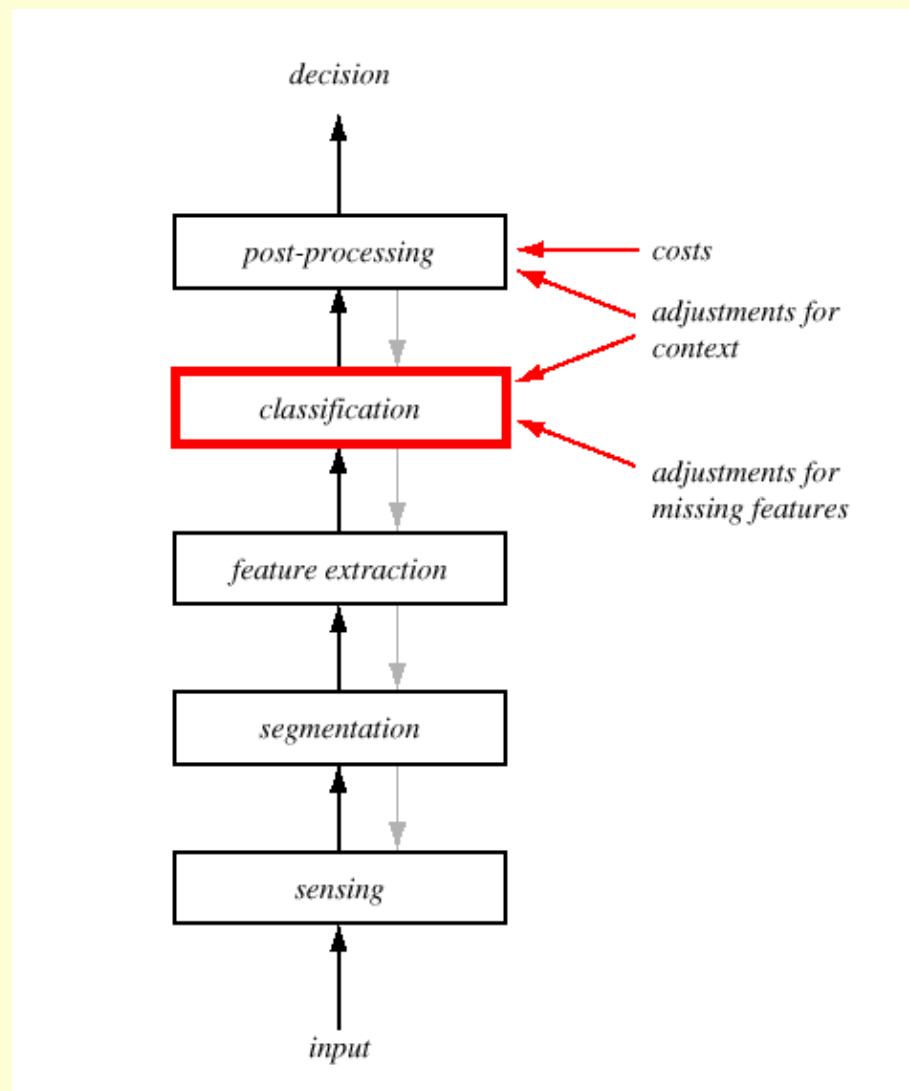 decision
post-processing
costs
adjustments for
context
classification
adjustments for
missing features
feature extraction
segmentation
sensing
input